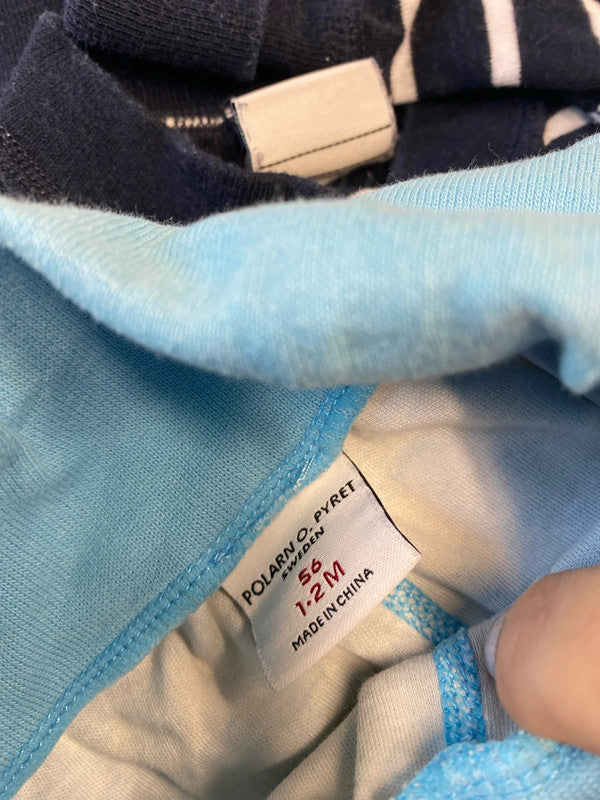 POLARN O. PYRET
SWEDEN
56
1-2 M
MADE IN CHINA